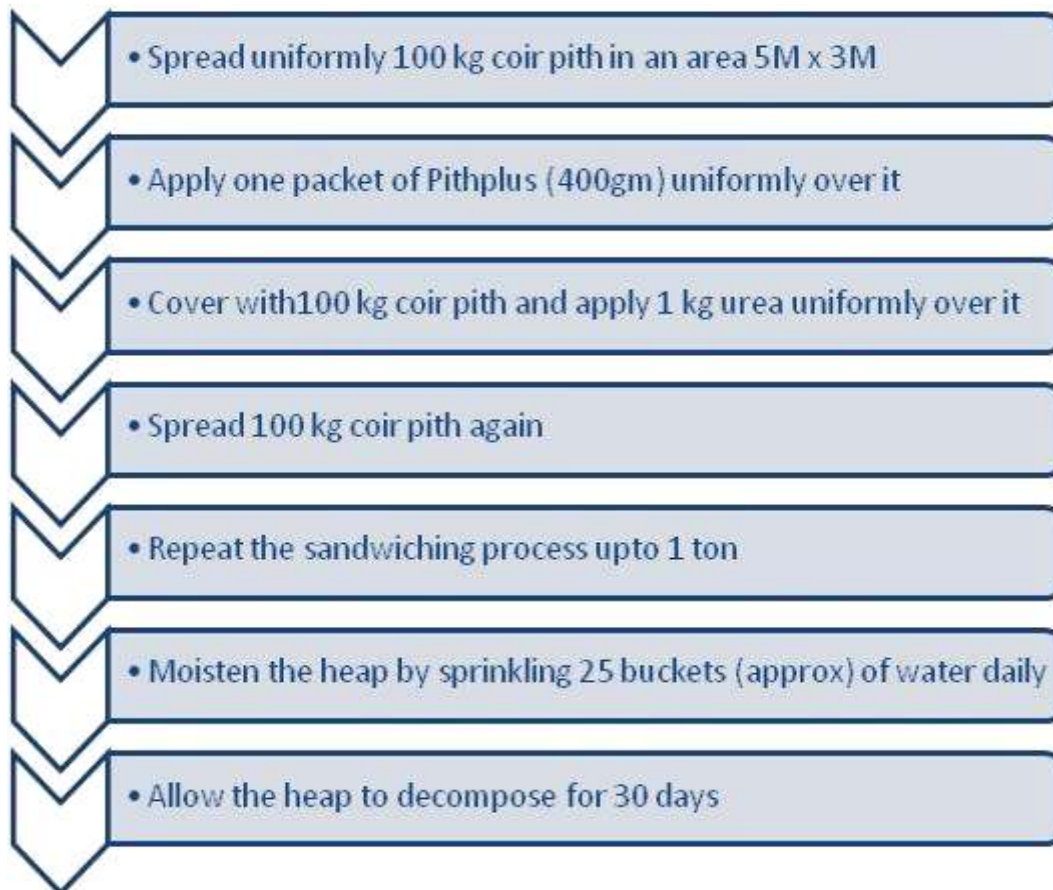 • Spread uniformly 100 kg coir pith in an area 5M x 3M
• Apply one packet of Pithplus (400gm) uniformly over it
• Cover with100 kg coir pith and apply 1 kg urea uniformly over it
• Spread 100 kg coir pith again
• Repeat the sandwiching process upto 1 ton
• Moisten the heap by sprinkling 25 buckets (approx) of water daily
• Allow the heap to decompose for 30 days